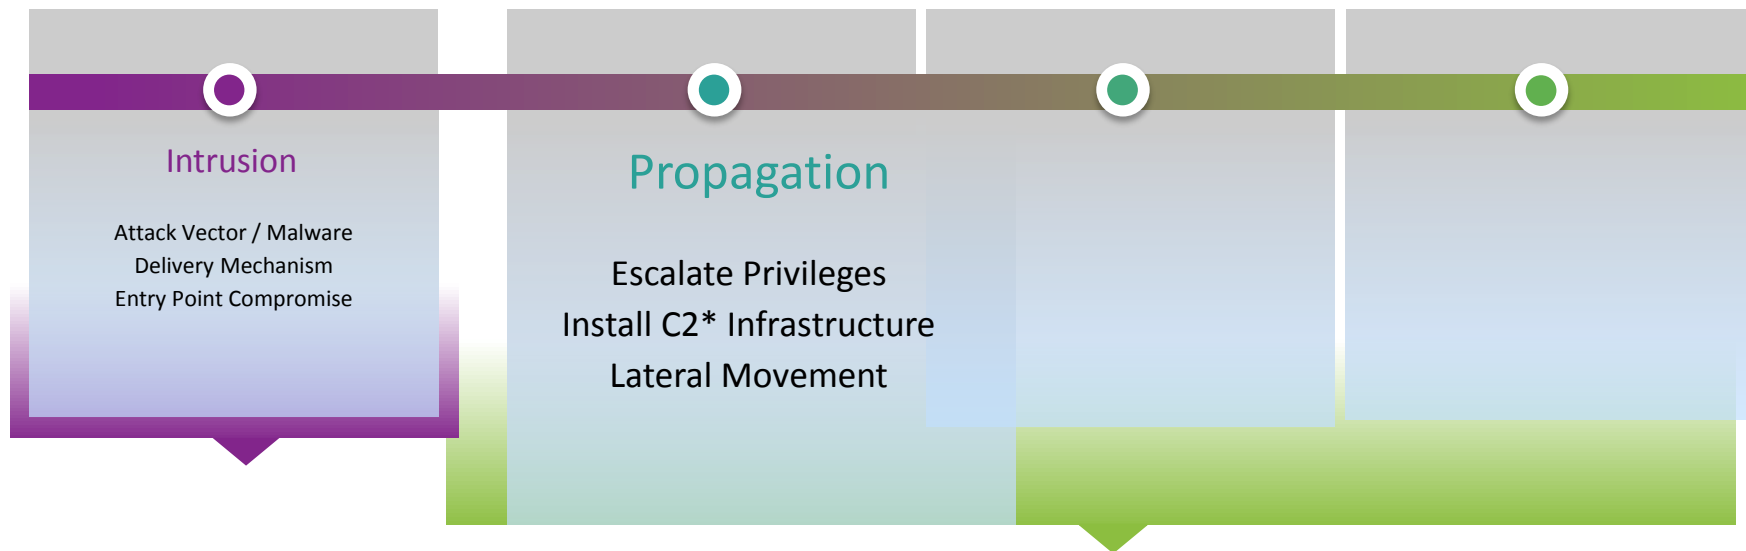 Intrusion
Attack Vector / Malware
Delivery Mechanism
Entry Point Compromise
Propagation
Escalate Privileges
Install C2* Infrastructure
Lateral Movement